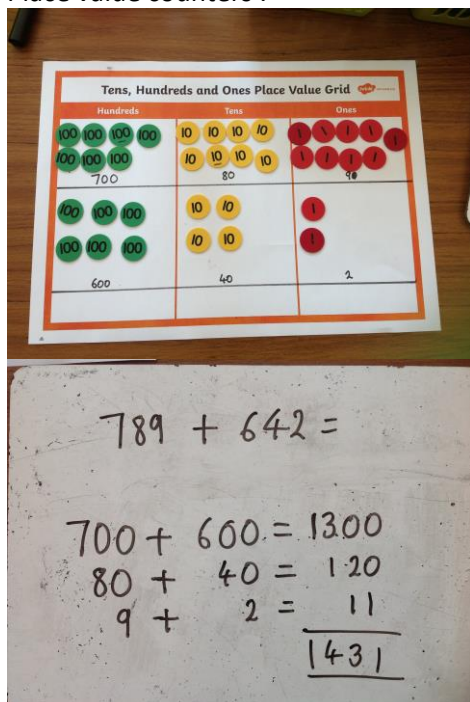 Place value counters :
Tens, Hundreds and Ones Place Value Grid
Hundreds Tens Ones
100 100 100 100 10 10 10 10 1 1 1 1 1
100 100 100 10 10 10 10 1 1 1 1
700 80 9
100 100 100 10 10 1
100 100 100 10 10 1
600 40 2
789 + 642 =
700 + 600 = 1300
80 + 40 = 120
9 + 2 = 11
1431